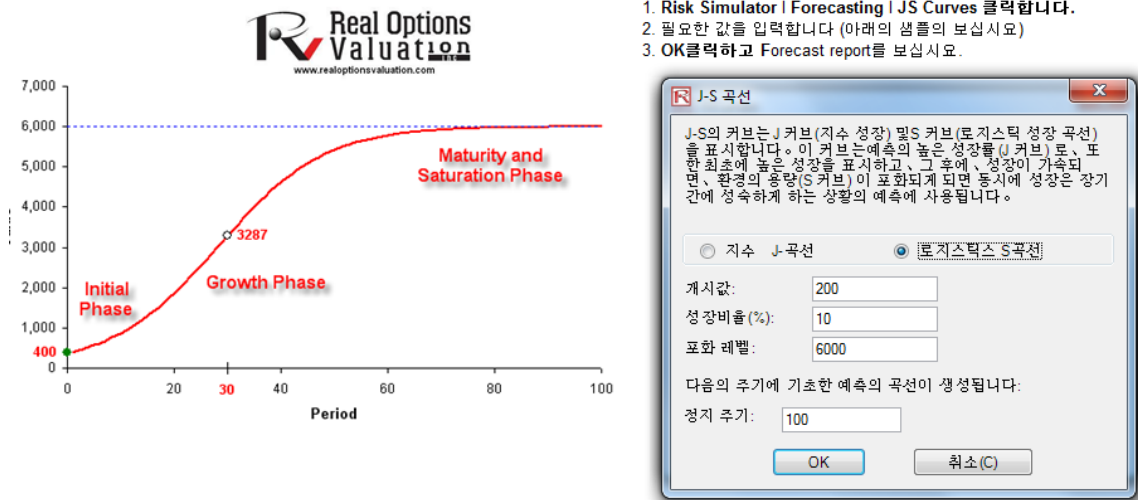 Real Options
Valuation
INC
www.realoptionsvaluation.com
7,000
6,000
5,000
4,000
3,000
2,000
1,000
400
0
Maturity and
Saturation Phase
3287
Growth Phase
Initial
Phase
0
20
30
40
60
80
100
Period
1. Risk Simulator | Forecasting | JS Curves 클릭합니다.
2. 필요한 값을 입력합니다 (아래의 샘플의 보십시요)
3. OK클릭하고 Forecast report를 보십시요.
J-S 곡선
J-S의 커브는 J 커브(지수 성장) 및S 커브(로지스틱 성장 곡선)
을 표시합니다。이 커브는예측의 높은 성장률(J 커브) 로、또
한 최초에 높은 성장을 표시하고、그 후에、성장이 가속되
면、환경의 용량(S 커브) 이 포화되게 되면 동시에 성장은 장기
간에 성숙하게 하는 상황의 예측에 사용됩니다。
지수 J-곡선
로지스틱스 S곡선
개시값: 200
성장비율(%): 10
포화 레벨: 6000
다음의 주기에 기초한 예측의 곡선이 생성됩니다:
정지 주기: 100
OK
취소(C)